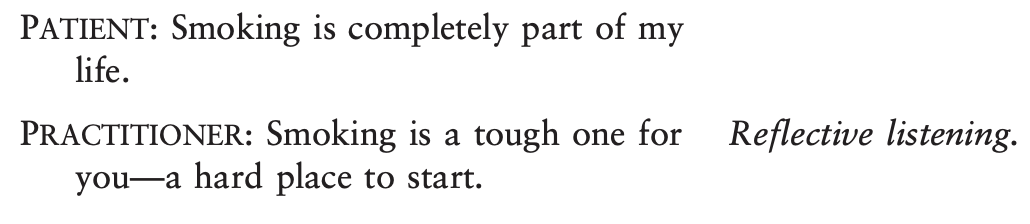 PATIENT: Smoking is completely part of my
life.
PRACTITIONER: Smoking is a tough one for Reflective listening.
you—a hard place to start.